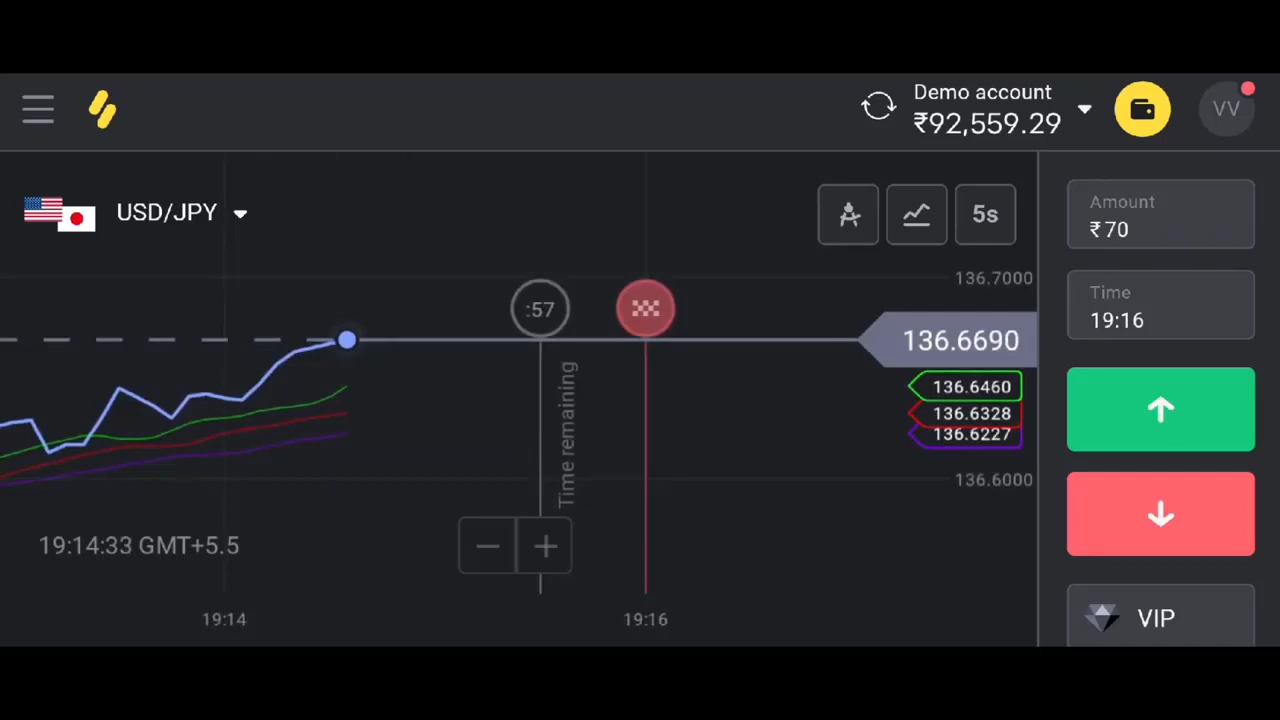 Demo account
₹92,559.29
VV
USD/JPY
5s
Amount
₹70
Time
19:16
136.7000
:57
136.6690
136.6460
136.6328
136.6227
Time remaining
136.6000
19:14:33 GMT+5.5
19:14
19:16
VIP